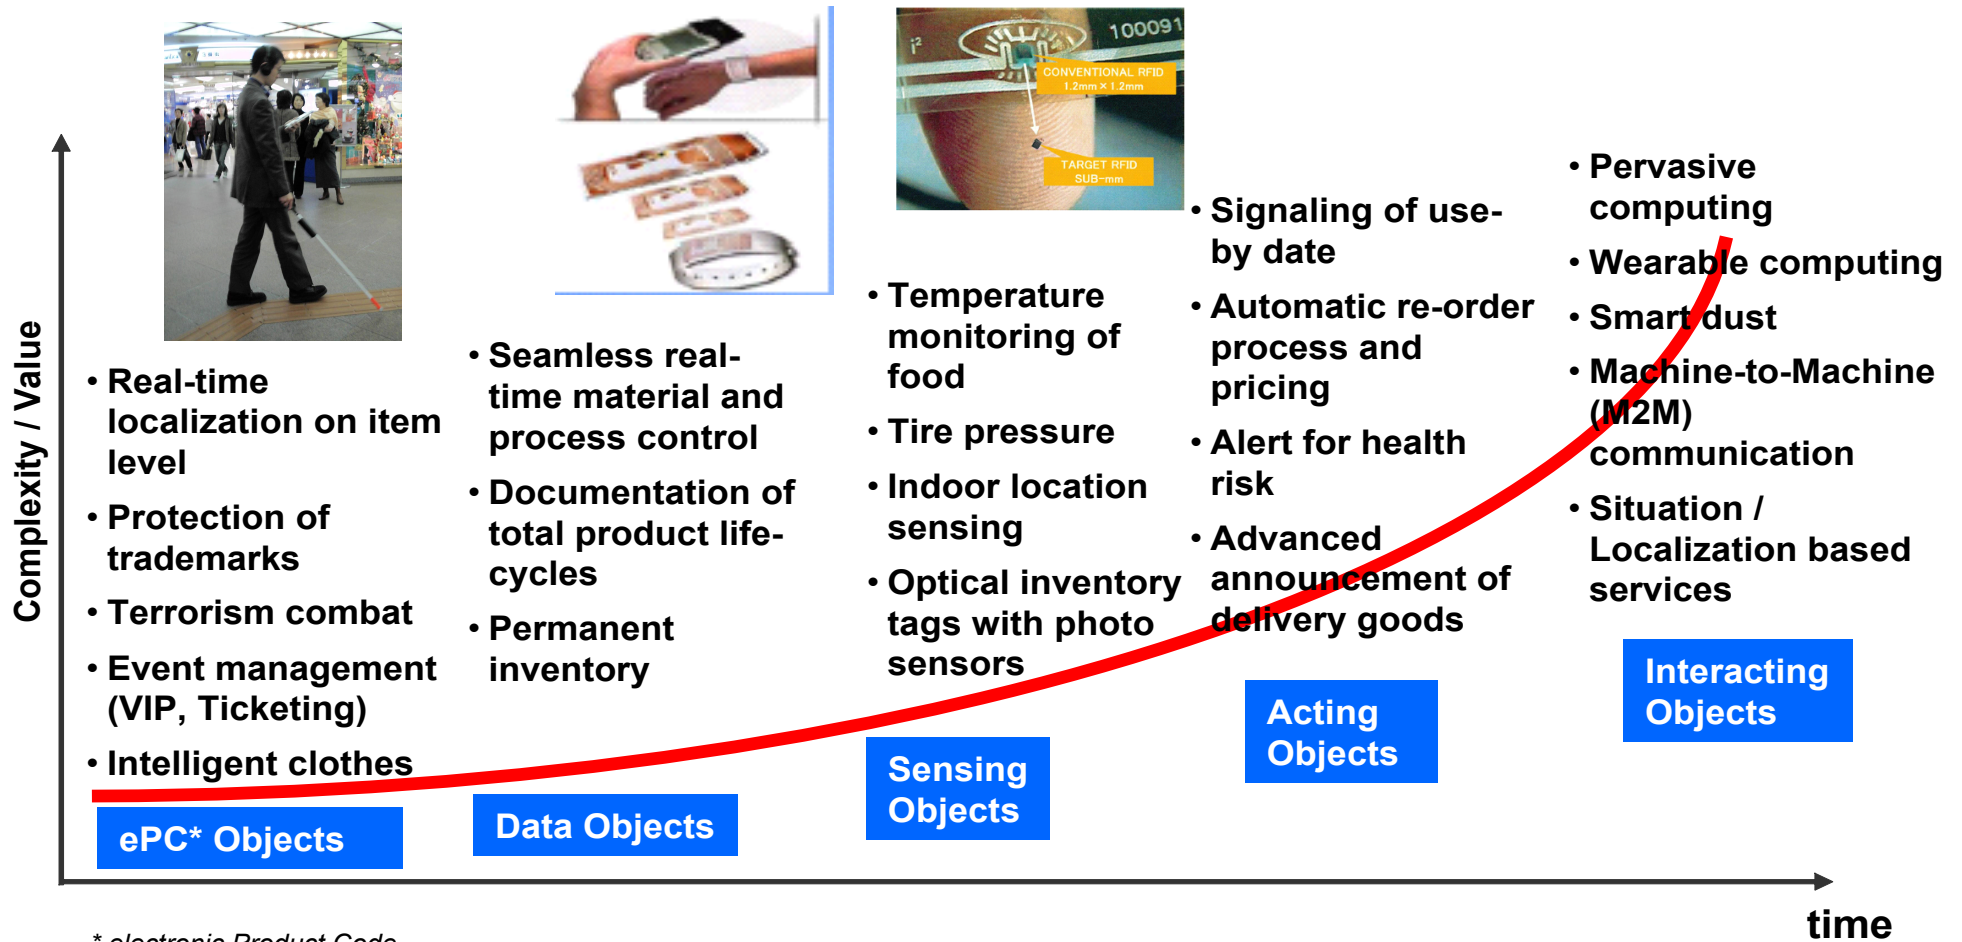 100091
i²
CONVENTIONAL RFID
1.2mm×1.2mm
TARGET RFID
SUB-mm
Complexity / Value
• Real-time
localization on item
level
• Protection of
trademarks
• Terrorism combat
• Event management
(VIP, Ticketing)
• Intelligent clothes
ePC* Objects
• Seamless real-
time material and
process control
• Documentation of
total product life-
cycles
• Permanent
inventory
Data Objects
• Temperature
monitoring of
food
• Tire pressure
• Indoor location
sensing
• Optical inventory
tags with photo
sensors
Sensing
Objects
• Signaling of use-
by date
• Automatic re-order
process and
pricing
• Alert for health
risk
• Advanced
announcement of
delivery goods
Acting
Objects
• Pervasive
computing
• Wearable computing
• Smart dust
• Machine-to-Machine
(M2M)
communication
• Situation /
Localization based
services
Interacting
Objects
time
* electronic Product Code